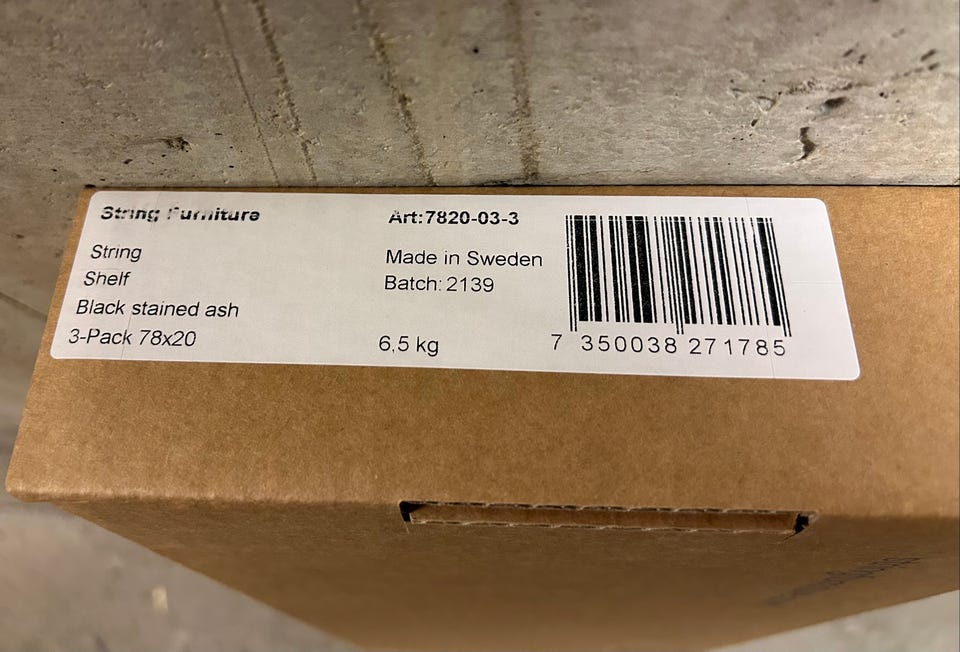 String Furniture
Art:7820-03-3
String
Made in Sweden
Shelf
Batch: 2139
Black stained ash
3-Pack 78x20
6,5 kg
7 350038 271785